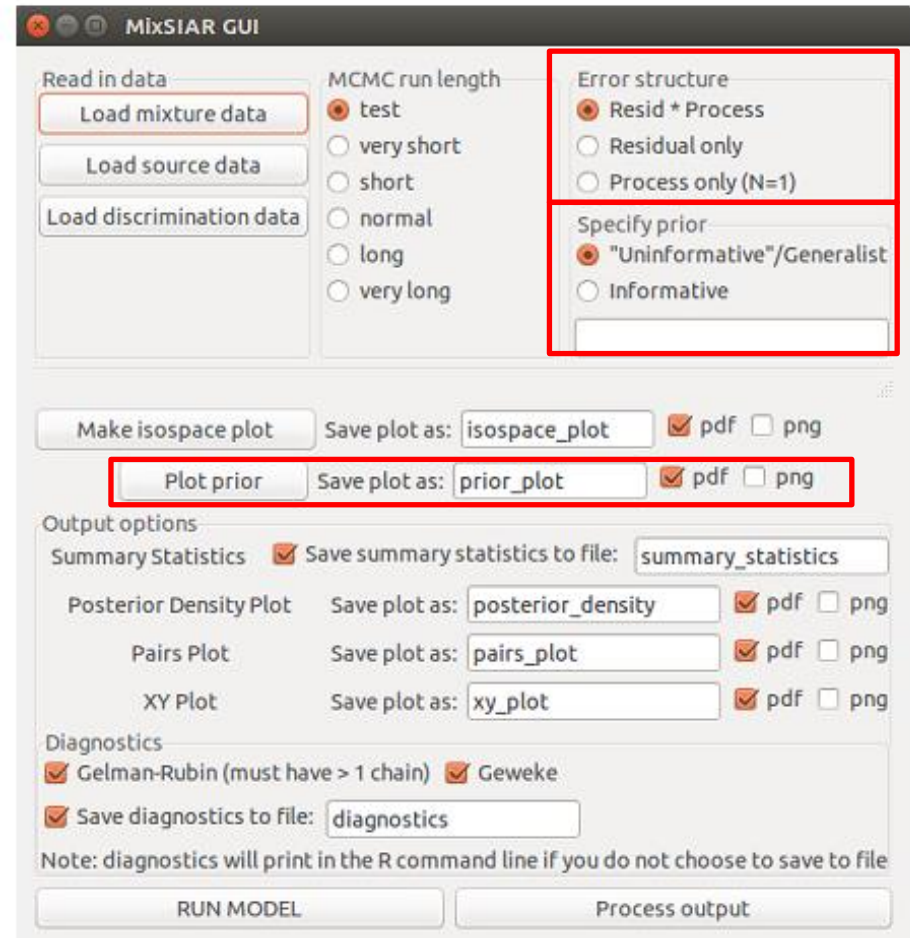 MixSIAR GUI
Read in data
Load mixture data
Load source data
Load discrimination data
MCMC run length
test
very short
short
normal
long
very long
Error structure
Resid * Process
Residual only
Process only (N=1)
Specify prior
"Uninformative"/Generalist
Informative
Make isospace plot Save plot as: isospace_plot pdf png
Plot prior Save plot as: prior_plot pdf png
Output options
Summary Statistics Save summary statistics to file: summary_statistics
Posterior Density Plot Save plot as: posterior_density pdf png
Pairs Plot Save plot as: pairs_plot pdf png
XY Plot Save plot as: xy_plot pdf png
Diagnostics
Gelman-Rubin (must have > 1 chain) Geweke
Save diagnostics to file: diagnostics
Note: diagnostics will print in the R command line if you do not choose to save to file
RUN MODEL Process output